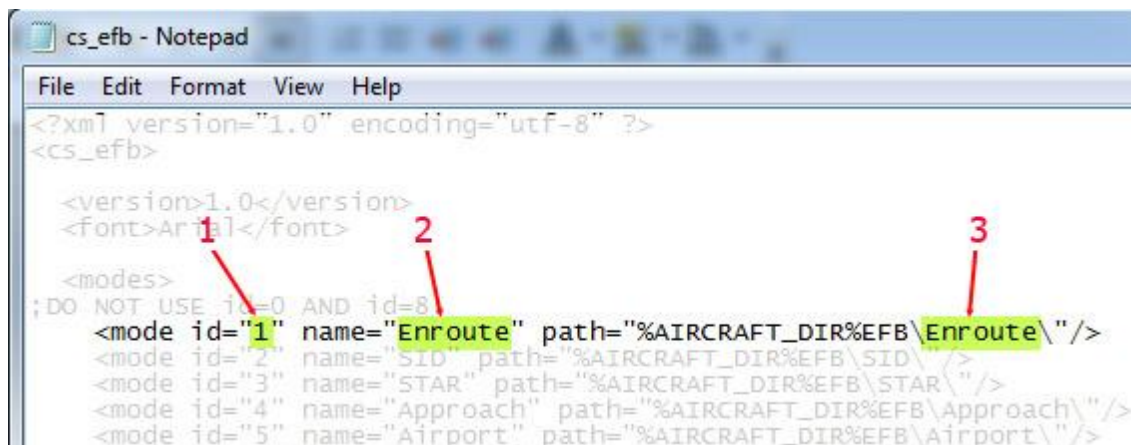 cs_efb - Notepad
File Edit Format View Help
<?xml version="1.0" encoding="utf-8" ?>
<cs_efb>
<version>1.0</version>
<font>Arial</font>
1 2 3
<modes>
;DO NOT USE id=0 AND id=8
<mode id="1" name="Enroute" path="%AIRCRAFT_DIR%EFB\Enroute\"/>
<mode id="2" name="SID" path="%AIRCRAFT_DIR%EFB\SID\"/>
<mode id="3" name="STAR" path="%AIRCRAFT_DIR%EFB\STAR\"/>
<mode id="4" name="Approach" path="%AIRCRAFT_DIR%EFB\Approach\"/>
<mode id="5" name="Airport" path="%AIRCRAFT_DIR%EFB\Airport\"/>